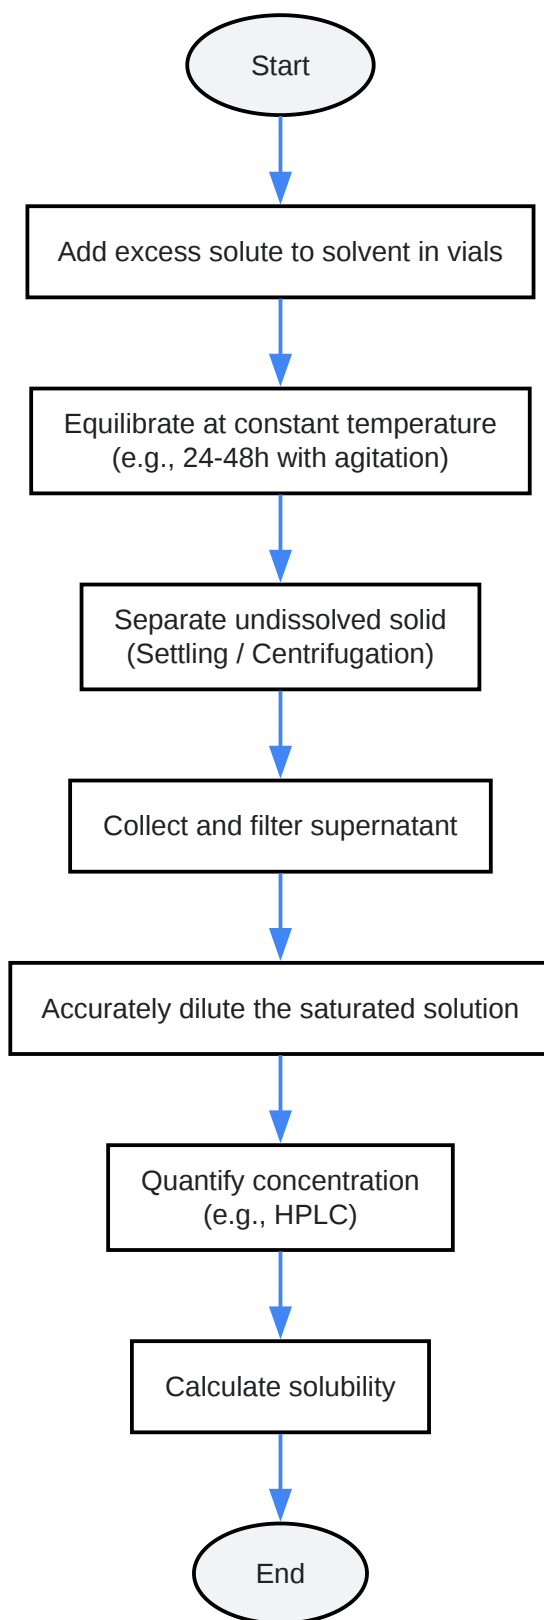 Start
Add excess solute to solvent in vials
Equilibrate at constant temperature
(e.g., 24-48h with agitation)
Separate undissolved solid
(Settling / Centrifugation)
Collect and filter supernatant
Accurately dilute the saturated solution
Quantify concentration
(e.g., HPLC)
Calculate solubility
End